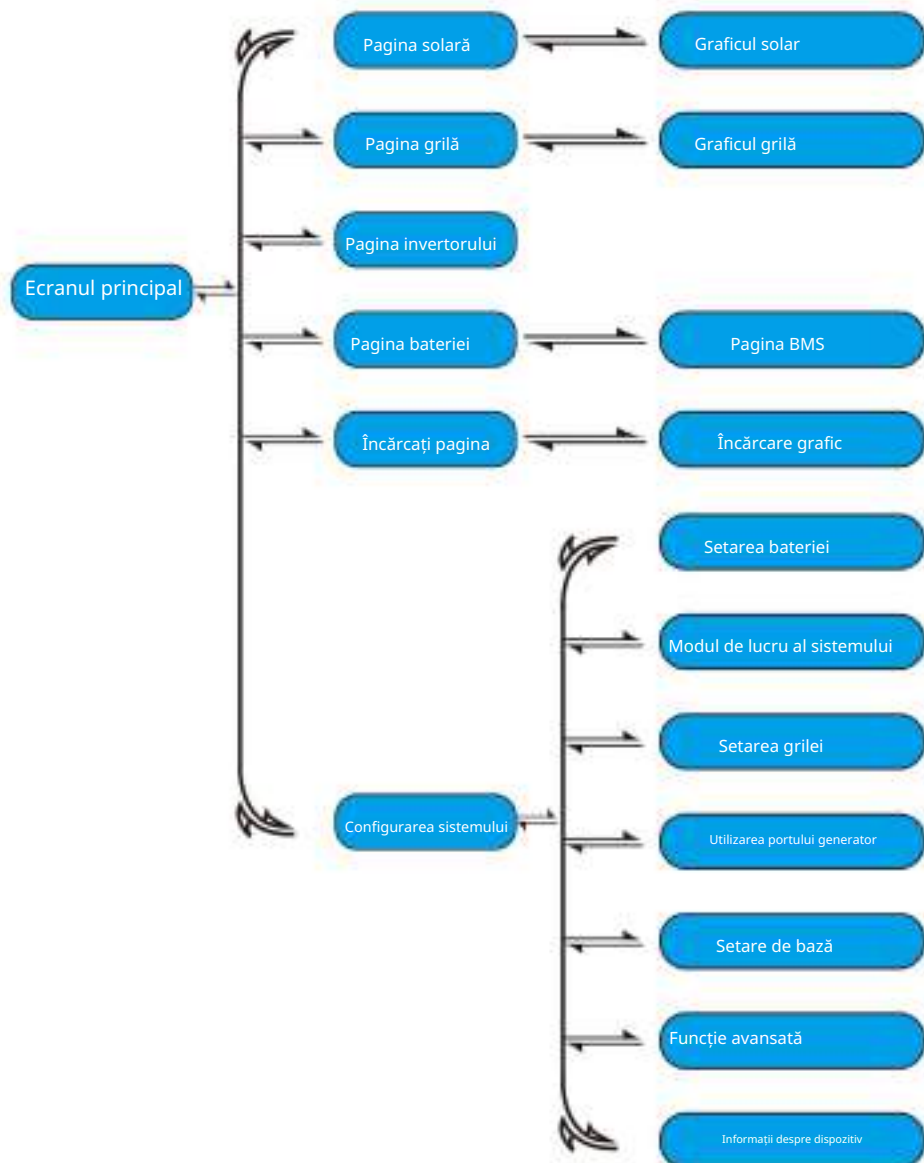 Pagina solară
Graficul solar
Pagina grilă
Graficul grilă
Pagina invertorului
Ecranul principal
Pagina bateriei
Pagina BMS
Încărcați pagina
Încărcare grafic
Setarea bateriei
Modul de lucru al sistemului
Setarea grilei
Configurarea sistemului
Utilizarea portului generator
Setare de bază
Funcție avansată
Informații despre dispozitiv